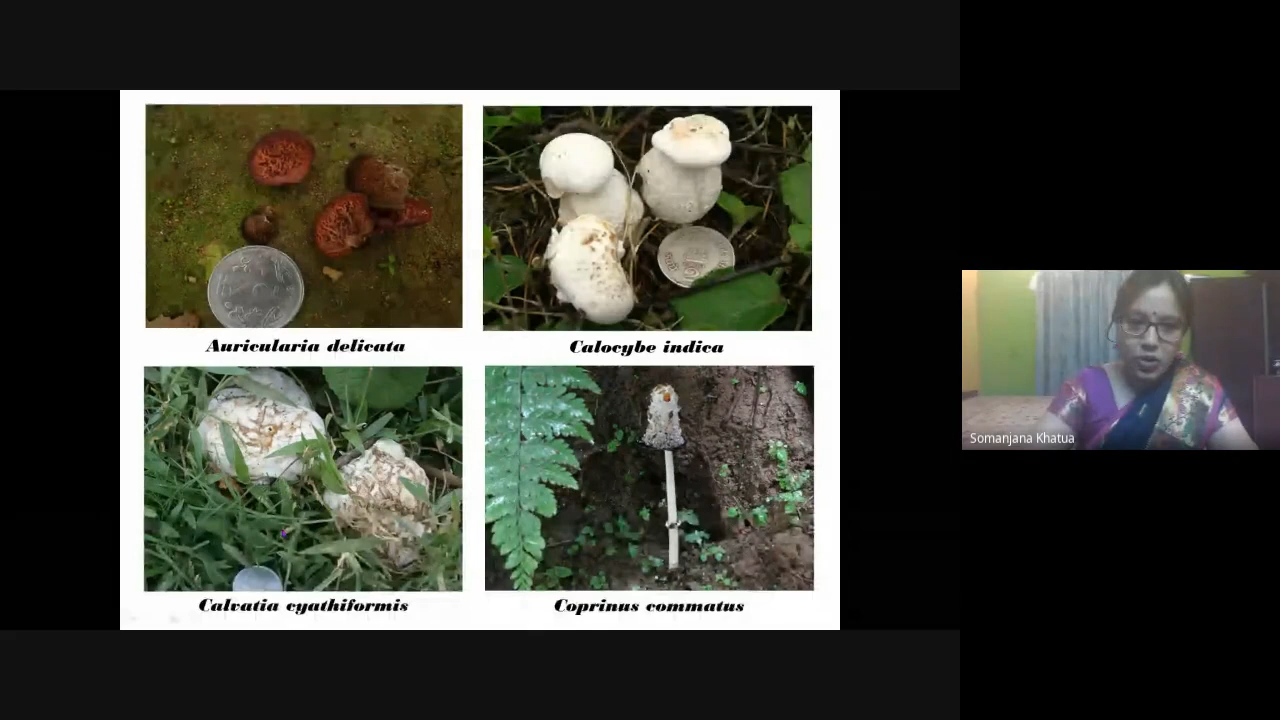 Auricularia delicata
Calocybe indica
Calvatia cyathiformis
Coprinus commatus
Somanjana Khatua